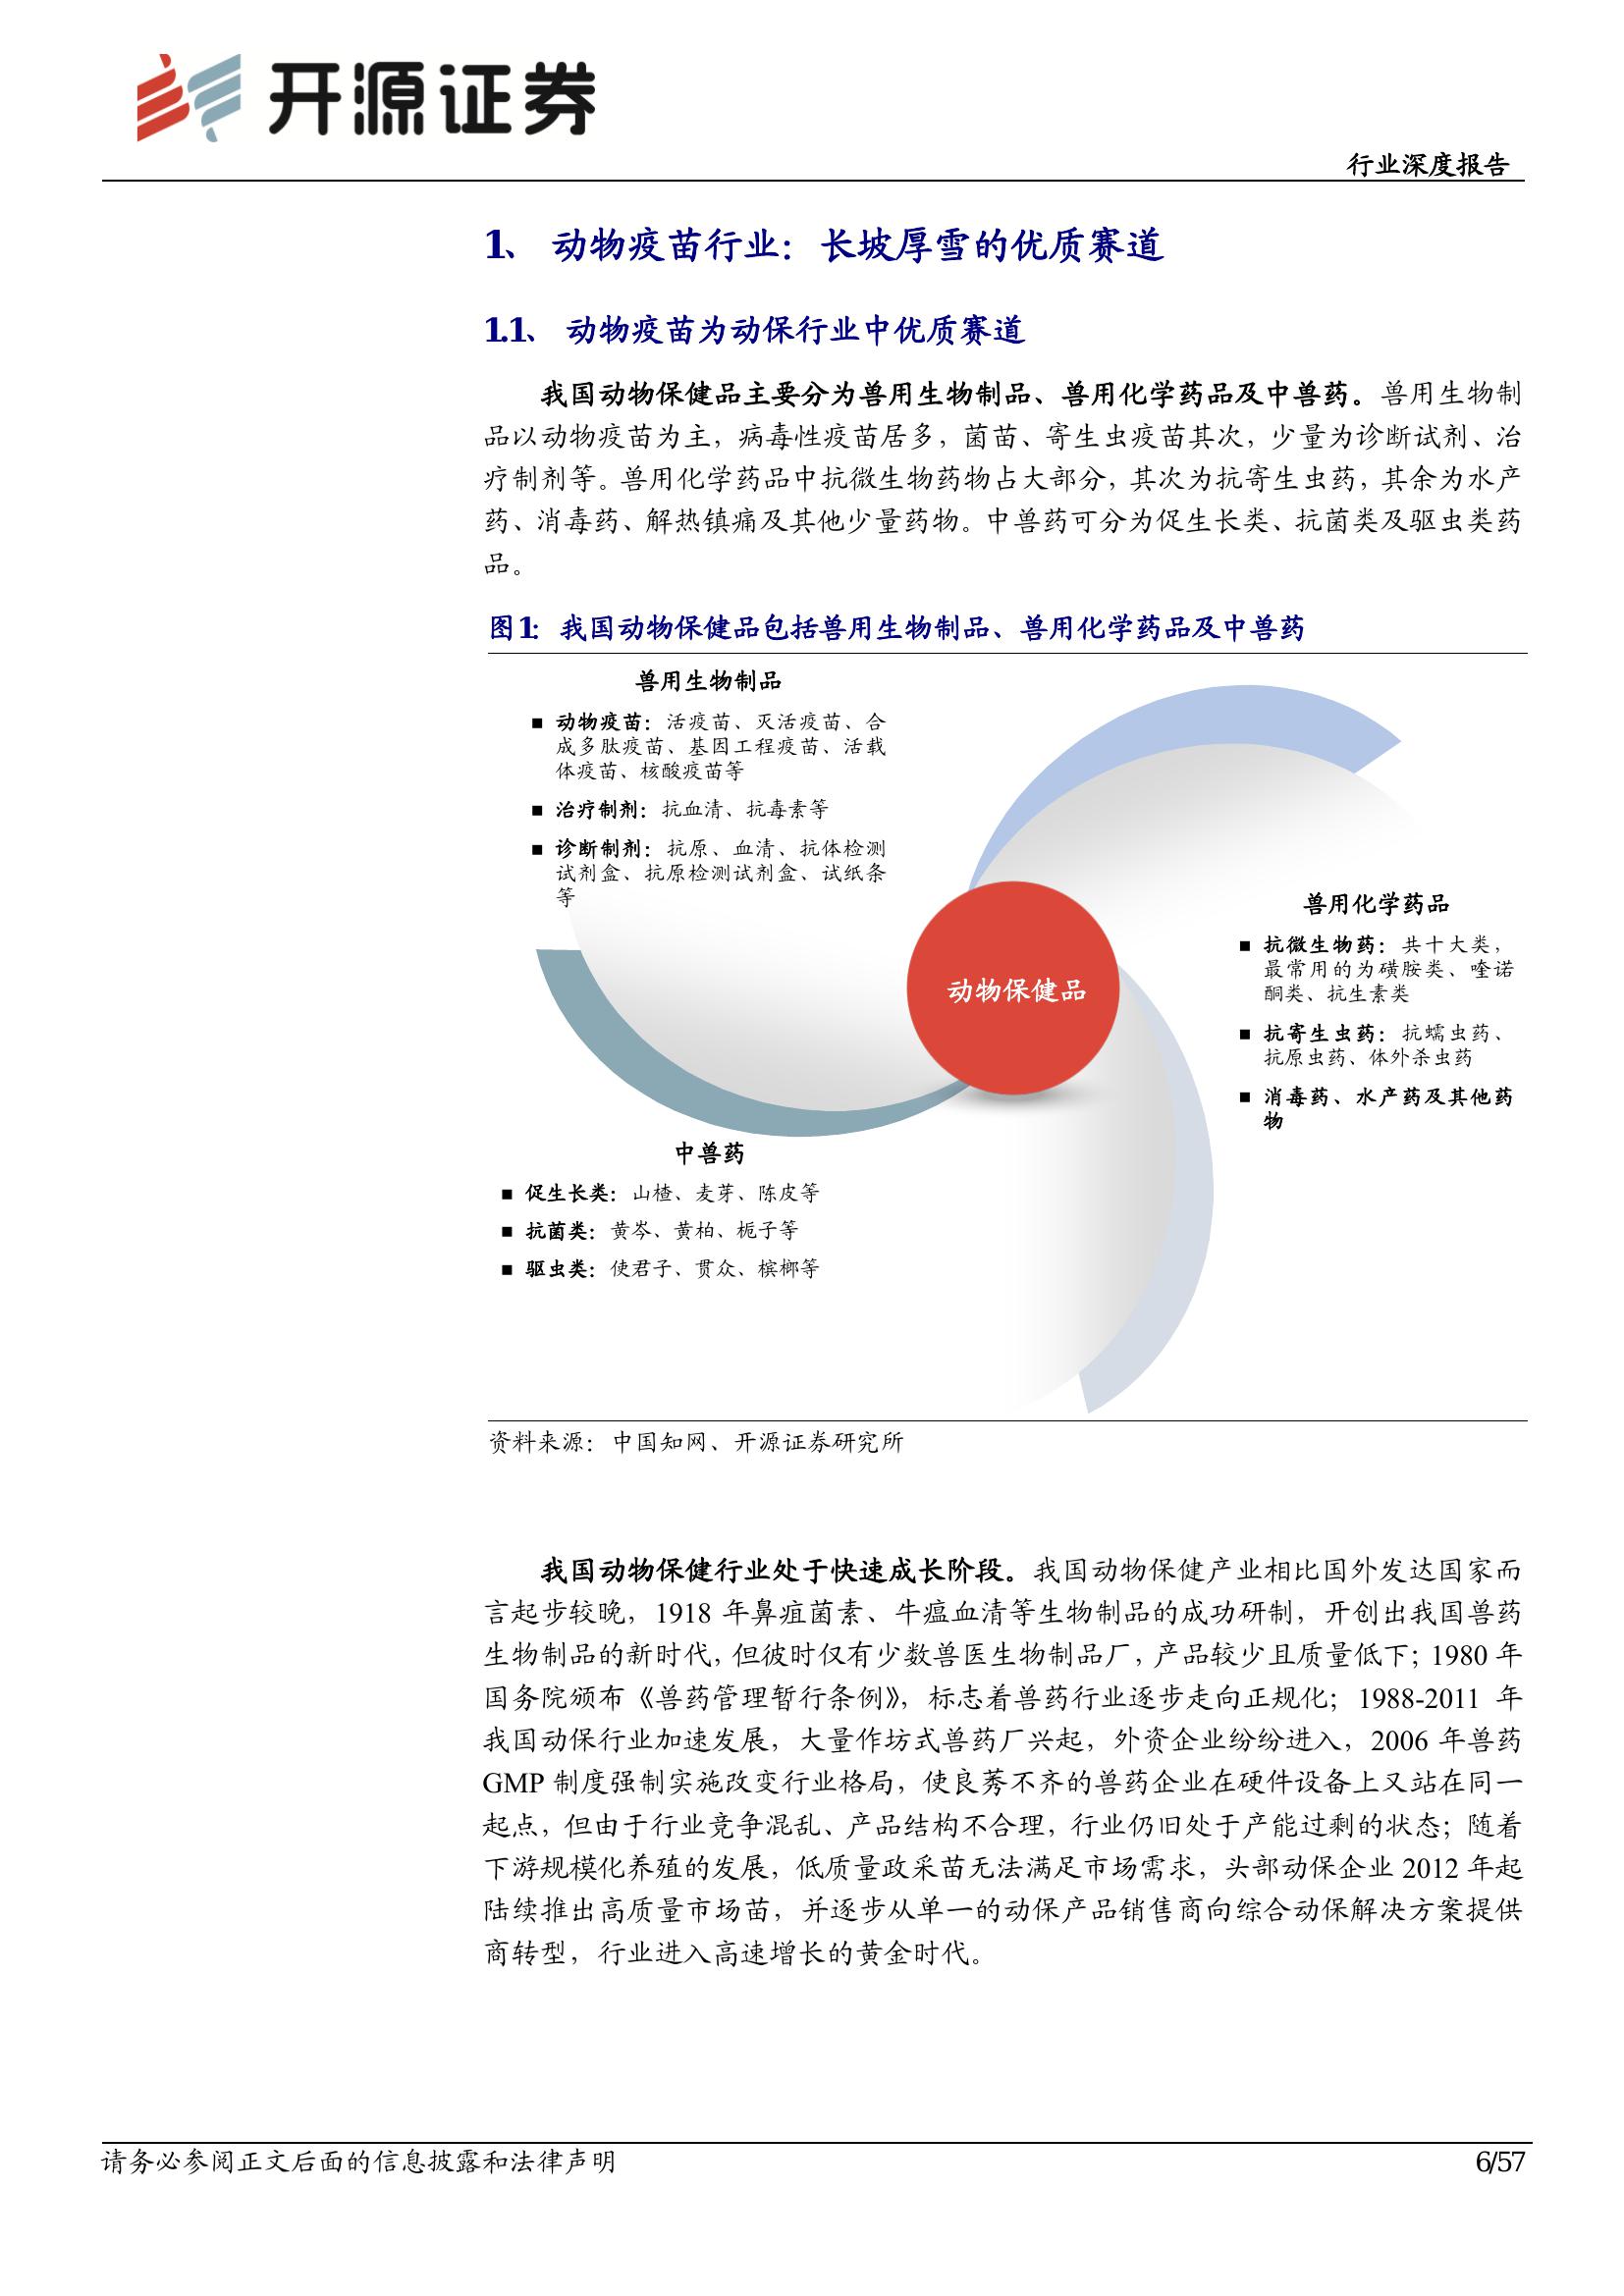 开源证券
行业深度报告
1、 动物疫苗行业：长坡厚雪的优质赛道
1.1、 动物疫苗为动保行业中优质赛道
我国动物保健品主要分为兽用生物制品、兽用化学药品及中兽药。兽用生物制
品以动物疫苗为主，病毒性疫苗居多，菌苗、寄生虫疫苗其次，少量为诊断试剂、治
疗制剂等。兽用化学药品中抗微生物药物占大部分，其次为抗寄生虫药，其余为水产
药、消毒药、解热镇痛及其他少量药物。中兽药可分为促生长类、抗菌类及驱虫类药
品。
图1：我国动物保健品包括兽用生物制品、兽用化学药品及中兽药
兽用生物制品
■ 动物疫苗：活疫苗、灭活疫苗、合
成多肽疫苗、基因工程疫苗、活载
体疫苗、核酸疫苗等
■ 治疗制剂：抗血清、抗毒素等
■ 诊断制剂：抗原、血清、抗体检测
试剂盒、抗原检测试剂盒、试纸条
等
动物保健品
兽用化学药品
■ 抗微生物药：共十大类，
最常用的为磺胺类、喹诺
酮类、抗生素类
■ 抗寄生虫药：抗蠕虫药、
抗原虫药、体外杀虫药
■ 消毒药、水产药及其他药
物
中兽药
■ 促生长类：山楂、麦芽、陈皮等
■ 抗菌类：黄芩、黄柏、栀子等
■ 驱虫类：使君子、贯众、槟榔等
资料来源：中国知网、开源证券研究所
我国动物保健行业处于快速成长阶段。我国动物保健产业相比国外发达国家而
言起步较晚，1918 年鼻疽菌素、牛瘟血清等生物制品的成功研制，开创出我国兽药
生物制品的新时代，但彼时仅有少数兽医生物制品厂，产品较少且质量低下；1980 年
国务院颁布《兽药管理暂行条例》，标志着兽药行业逐步走向正规化；1988-2011 年
我国动保行业加速发展，大量作坊式兽药厂兴起，外资企业纷纷进入，2006 年兽药
GMP 制度强制实施改变行业格局，使良莠不齐的兽药企业在硬件设备上又站在同一
起点，但由于行业竞争混乱、产品结构不合理，行业仍旧处于产能过剩的状态；随着
下游规模化养殖的发展，低质量政采苗无法满足市场需求，头部动保企业 2012 年起
陆续推出高质量市场苗，并逐步从单一的动保产品销售商向综合动保解决方案提供
商转型，行业进入高速增长的黄金时代。
请务必参阅正文后面的信息披露和法律声明
6/57